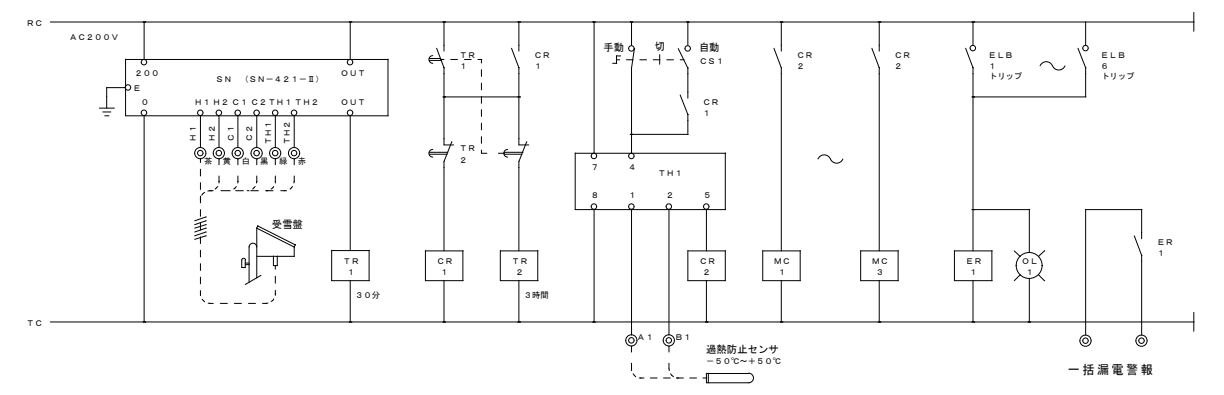 RC
AC200V
200
SN (SN-421-Ⅱ)
OUT
E
0
H1 H2 C1 C2 TH1 TH2
OUT
H1
H2
C1
C2
TH1
TH2
茶
黄
白
黒
緑
赤
受雪盤
TR
1
30分
TR
1
CR
1
TR
2
CR
1
TR
2
3時間
手動
切
自動
CS1
CR
1
7
4
TH1
8
1
2
5
CR
2
A1
B1
過熱防止センサ
-50℃~+50℃
CR
2
MC
1
CR
2
MC
3
ELB
1
トリップ
ELB
6
トリップ
ER
1
OL
1
ER
1
一括漏電警報
TC